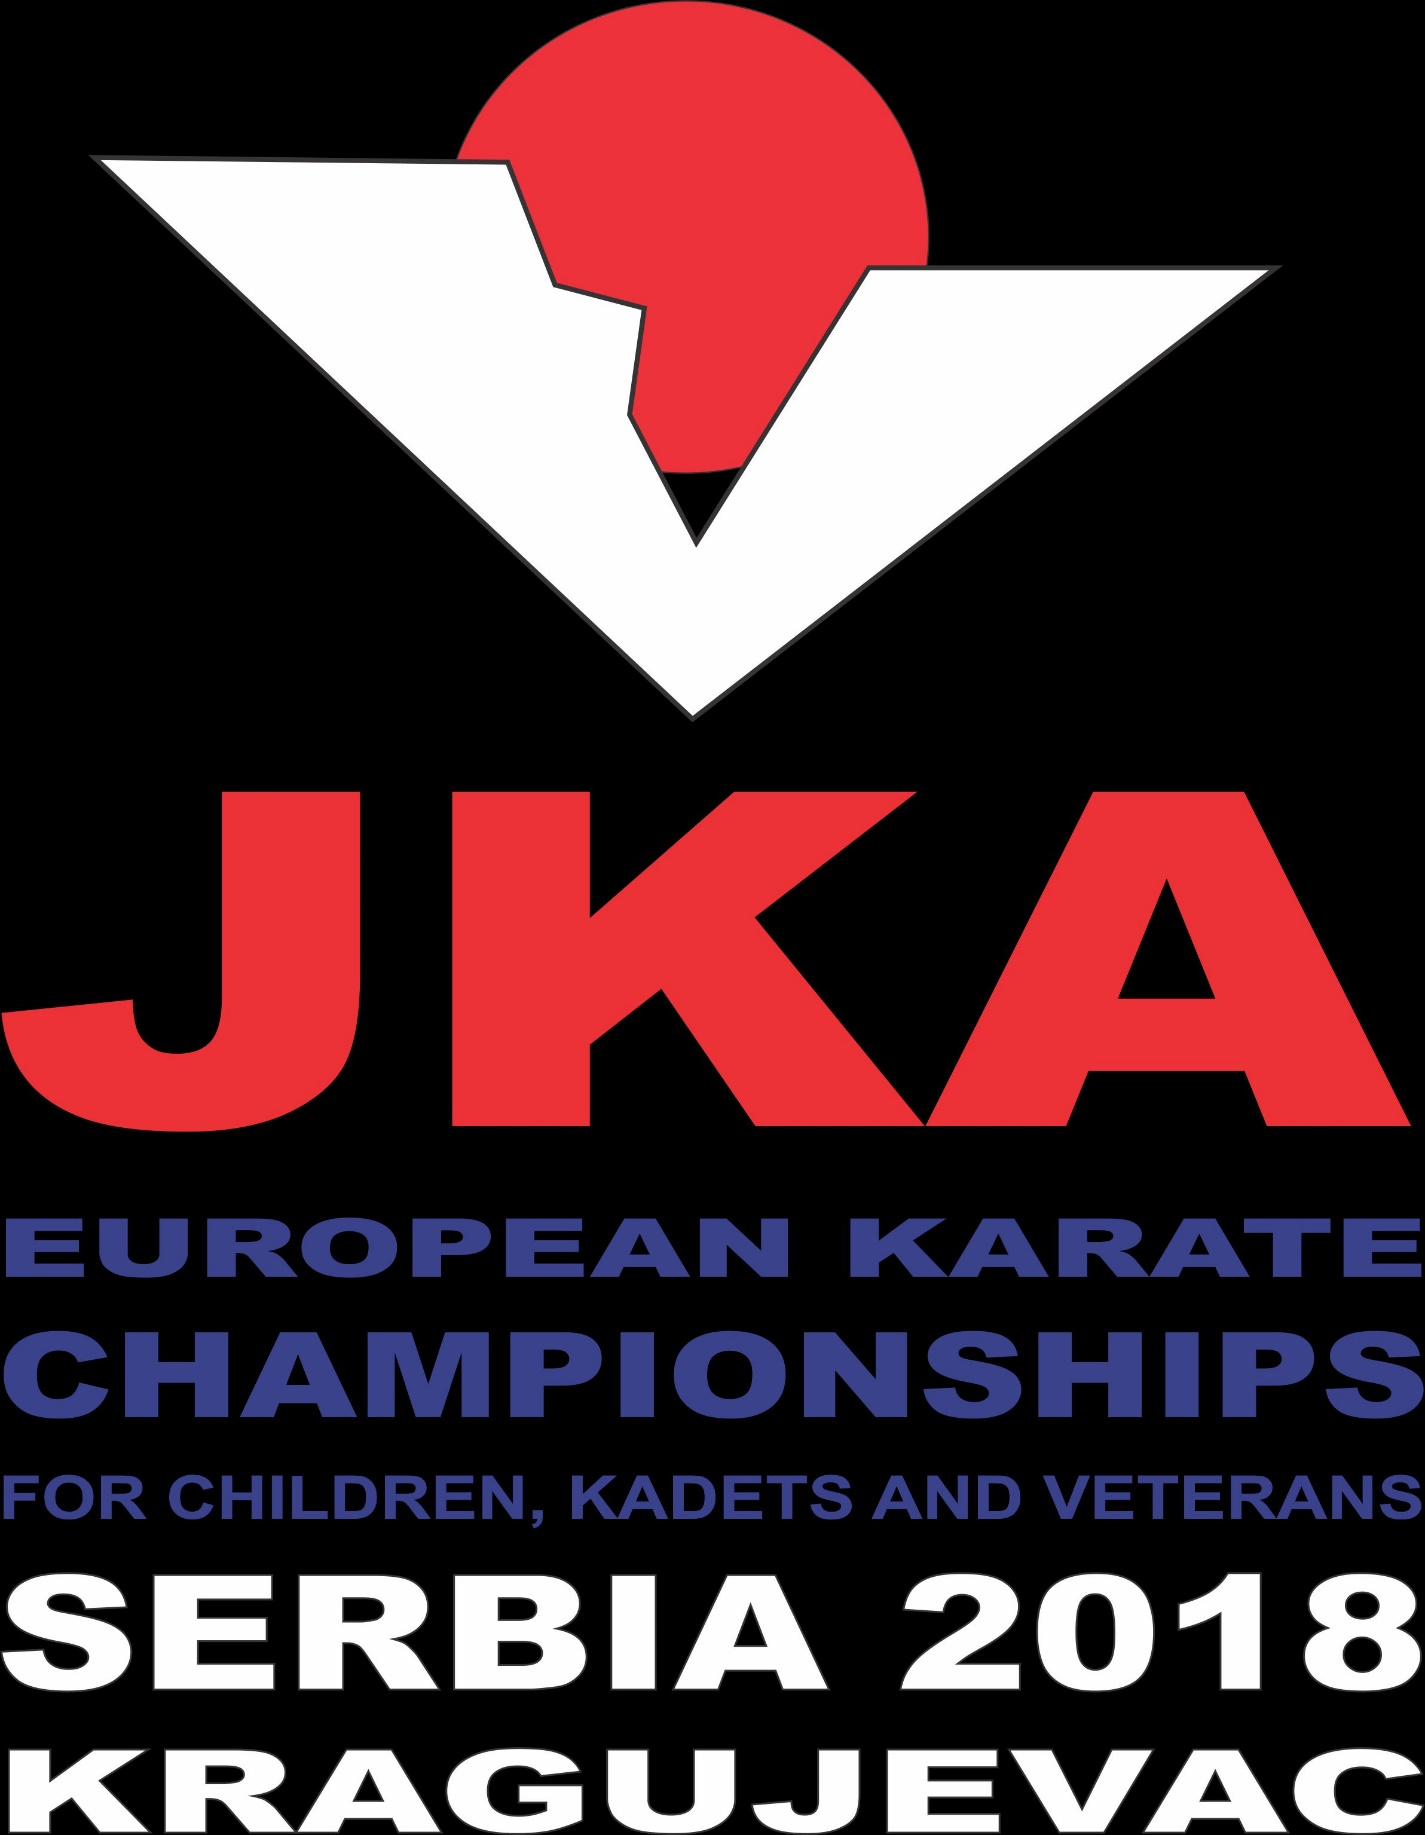 JKA
EUROPEAN KARATE
CHAMPIONSHIPS
FOR CHILDREN, KADETS AND VETERANS
SERBIA 2018
KRAGUJEVAC